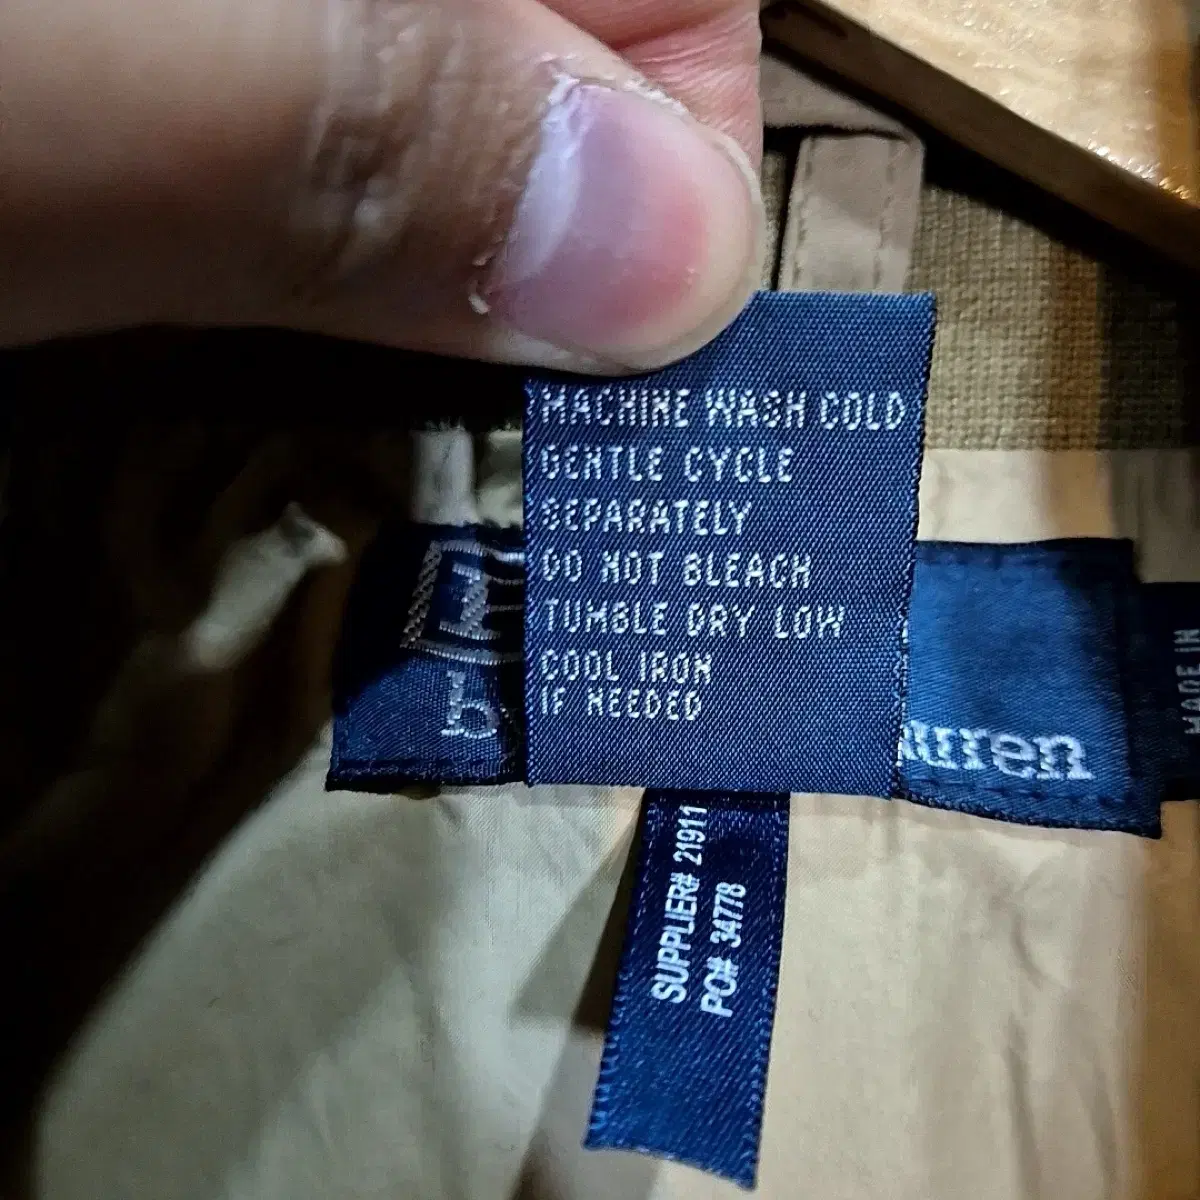 MACHINE WASH COLD
GENTLE CYCLE
SEPARATELY
DO NOT BLEACH
TUMBLE DRY LOW
COOL IRON
IF NEEDED
MADE IN
SUPPLIER# 21911
PO# 34778